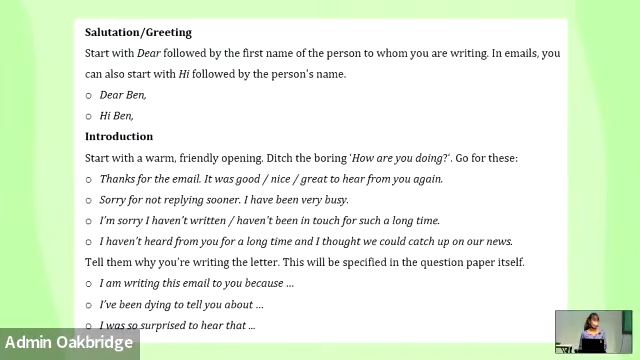 Salutation/Greeting
Start with Dear followed by the first name of the person to whom you are writing. In emails, you
can also start with Hi followed by the person's name.
○ Dear Ben,
○ Hi Ben,
Introduction
Start with a warm, friendly opening. Ditch the boring 'How are you doing?'. Go for these:
○ Thanks for the email. It was good / nice / great to hear from you again.
○ Sorry for not replying sooner. I have been very busy.
○ I'm sorry I haven't written / haven't been in touch for such a long time.
○ I haven't heard from you for a long time and I thought we could catch up on our news.
Tell them why you're writing the letter. This will be specified in the question paper itself.
○ I am writing this email to you because ...
○ I've been dying to tell you about ...
○ I was so surprised to hear that ...
Admin Oakbridge